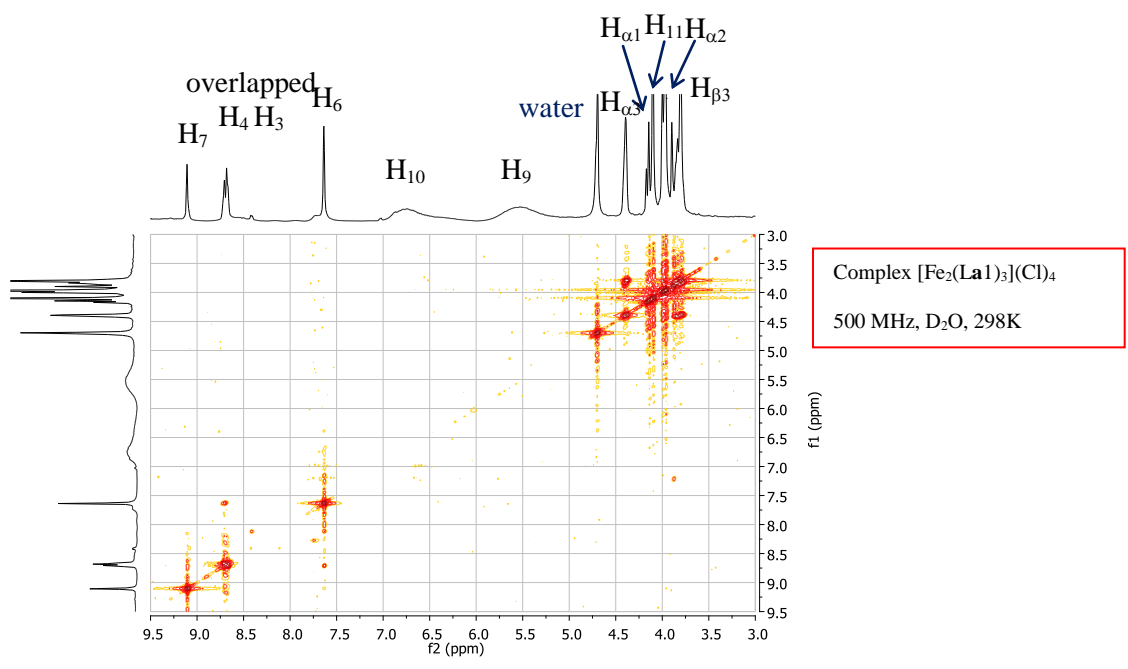 Hα1 H11 Hα2
overlapped
H6
Hβ3
water
Hα3
H4 H3
H7
H10
H9
3.0
3.5
4.0
4.5
5.0
5.5
6.0
6.5
7.0
7.5
8.0
8.5
9.0
9.5
f1 (ppm)
Complex [Fe2(La1)3](Cl)4
500 MHz, D2O, 298K
9.5 9.0 8.5 8.0 7.5 7.0 6.5 6.0 5.5 5.0 4.5 4.0 3.5 3.0
f2 (ppm)